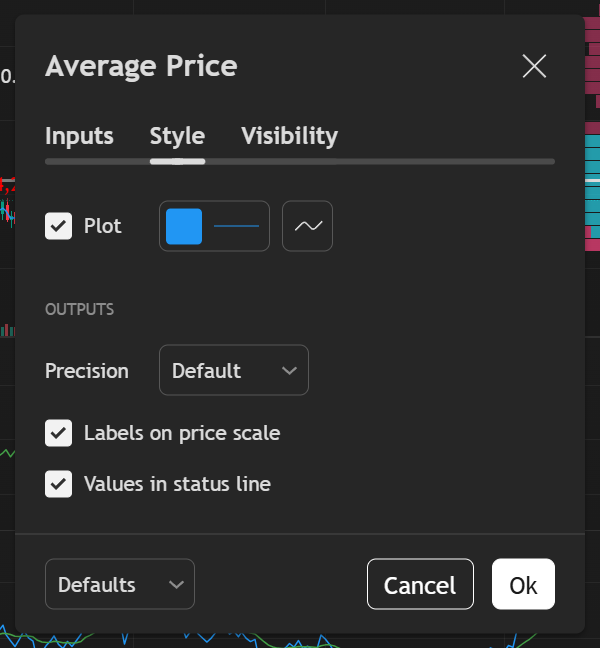 Average Price
0.
Inputs Style Visibility
Plot
OUTPUTS
Precision Default
Labels on price scale
Values in status line
Defaults Cancel Ok